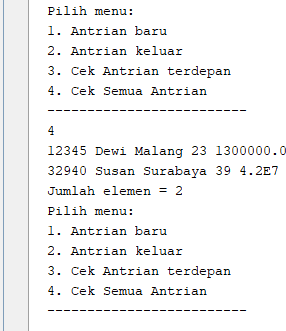 Pilih menu:
1. Antrian baru
2. Antrian keluar
3. Cek Antrian terdepan
4. Cek Semua Antrian
-------------------------
4
12345 Dewi Malang 23 1300000.0
32940 Susan Surabaya 39 4.2E7
Jumlah elemen = 2
Pilih menu:
1. Antrian baru
2. Antrian keluar
3. Cek Antrian terdepan
4. Cek Semua Antrian
-------------------------